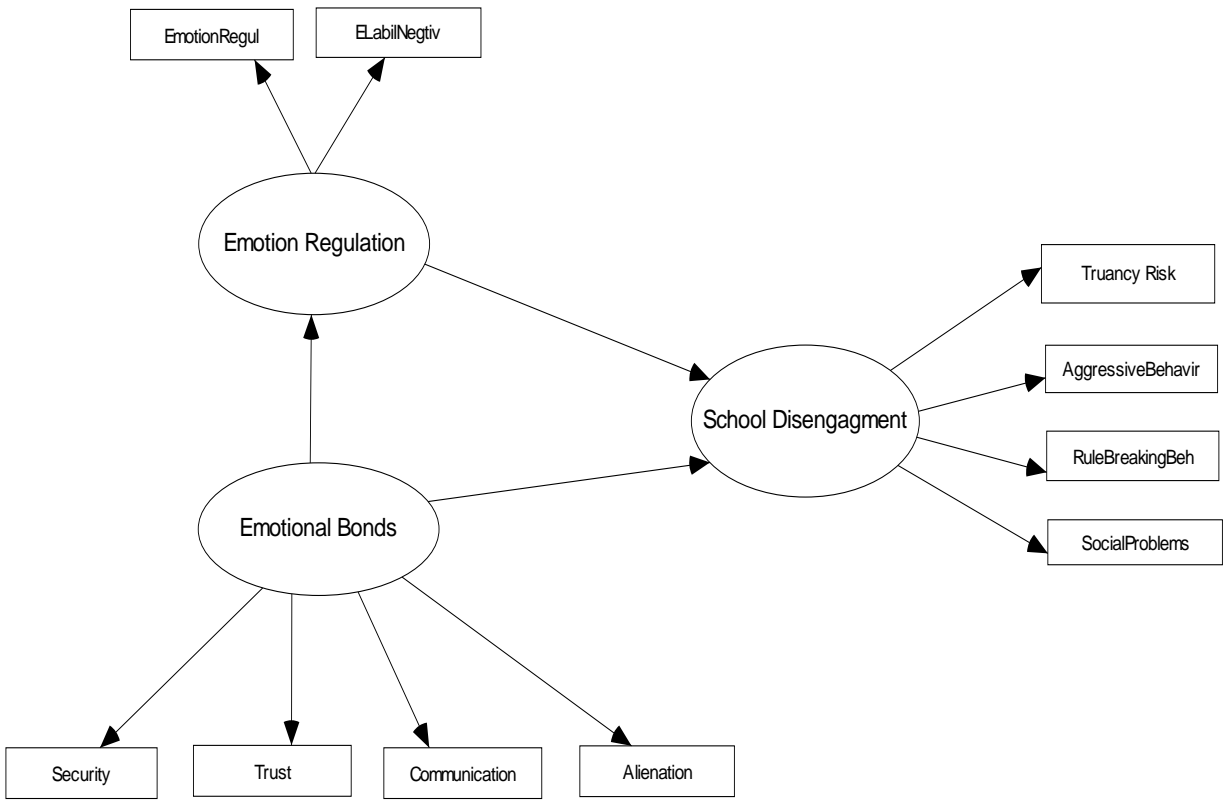 EmotionRegul
ELabilNegtiv
Emotion Regulation
Truancy Risk
AggressiveBehavir
School Disengagment
RuleBreakingBeh
Emotional Bonds
SocialProblems
Security
Trust
Communication
Alienation